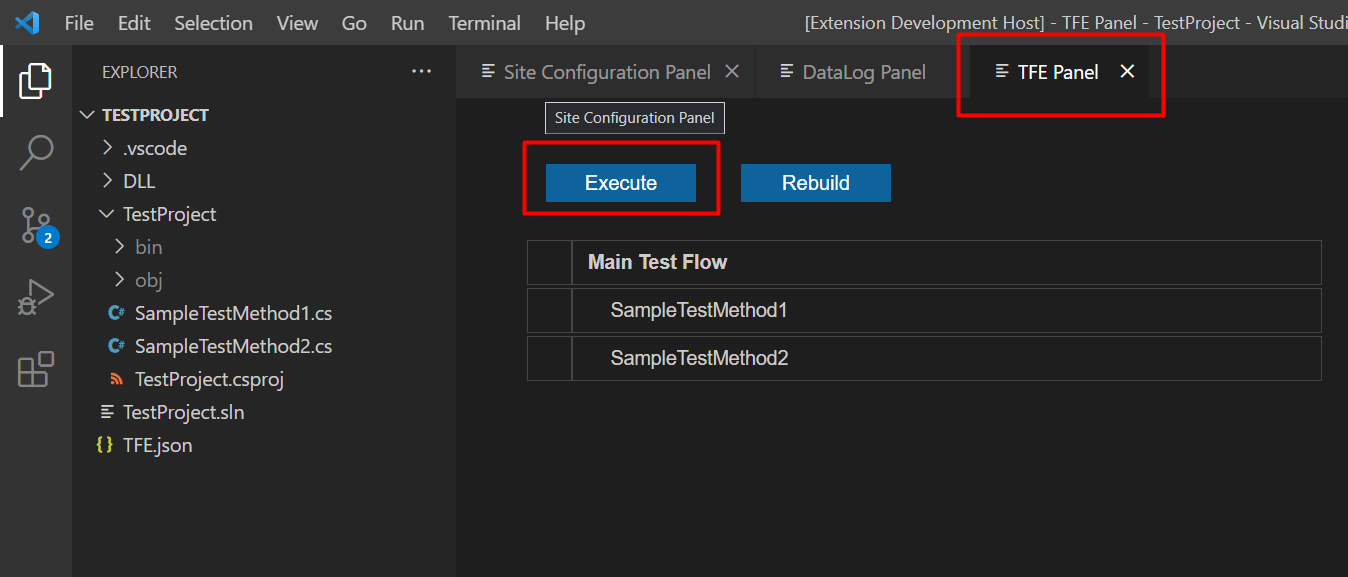 File Edit Selection View Go Run Terminal Help [Extension Development Host] - TFE Panel - TestProject - Visual Studi
EXPLORER ···
Site Configuration Panel DataLog Panel TFE Panel
TESTPROJECT
Site Configuration Panel
.vscode
DLL
Execute Rebuild
TestProject
2
bin
Main Test Flow
obj
C# SampleTestMethod1.cs
SampleTestMethod1
C# SampleTestMethod2.cs
SampleTestMethod2
TestProject.csproj
TestProject.sln
{} TFE.json